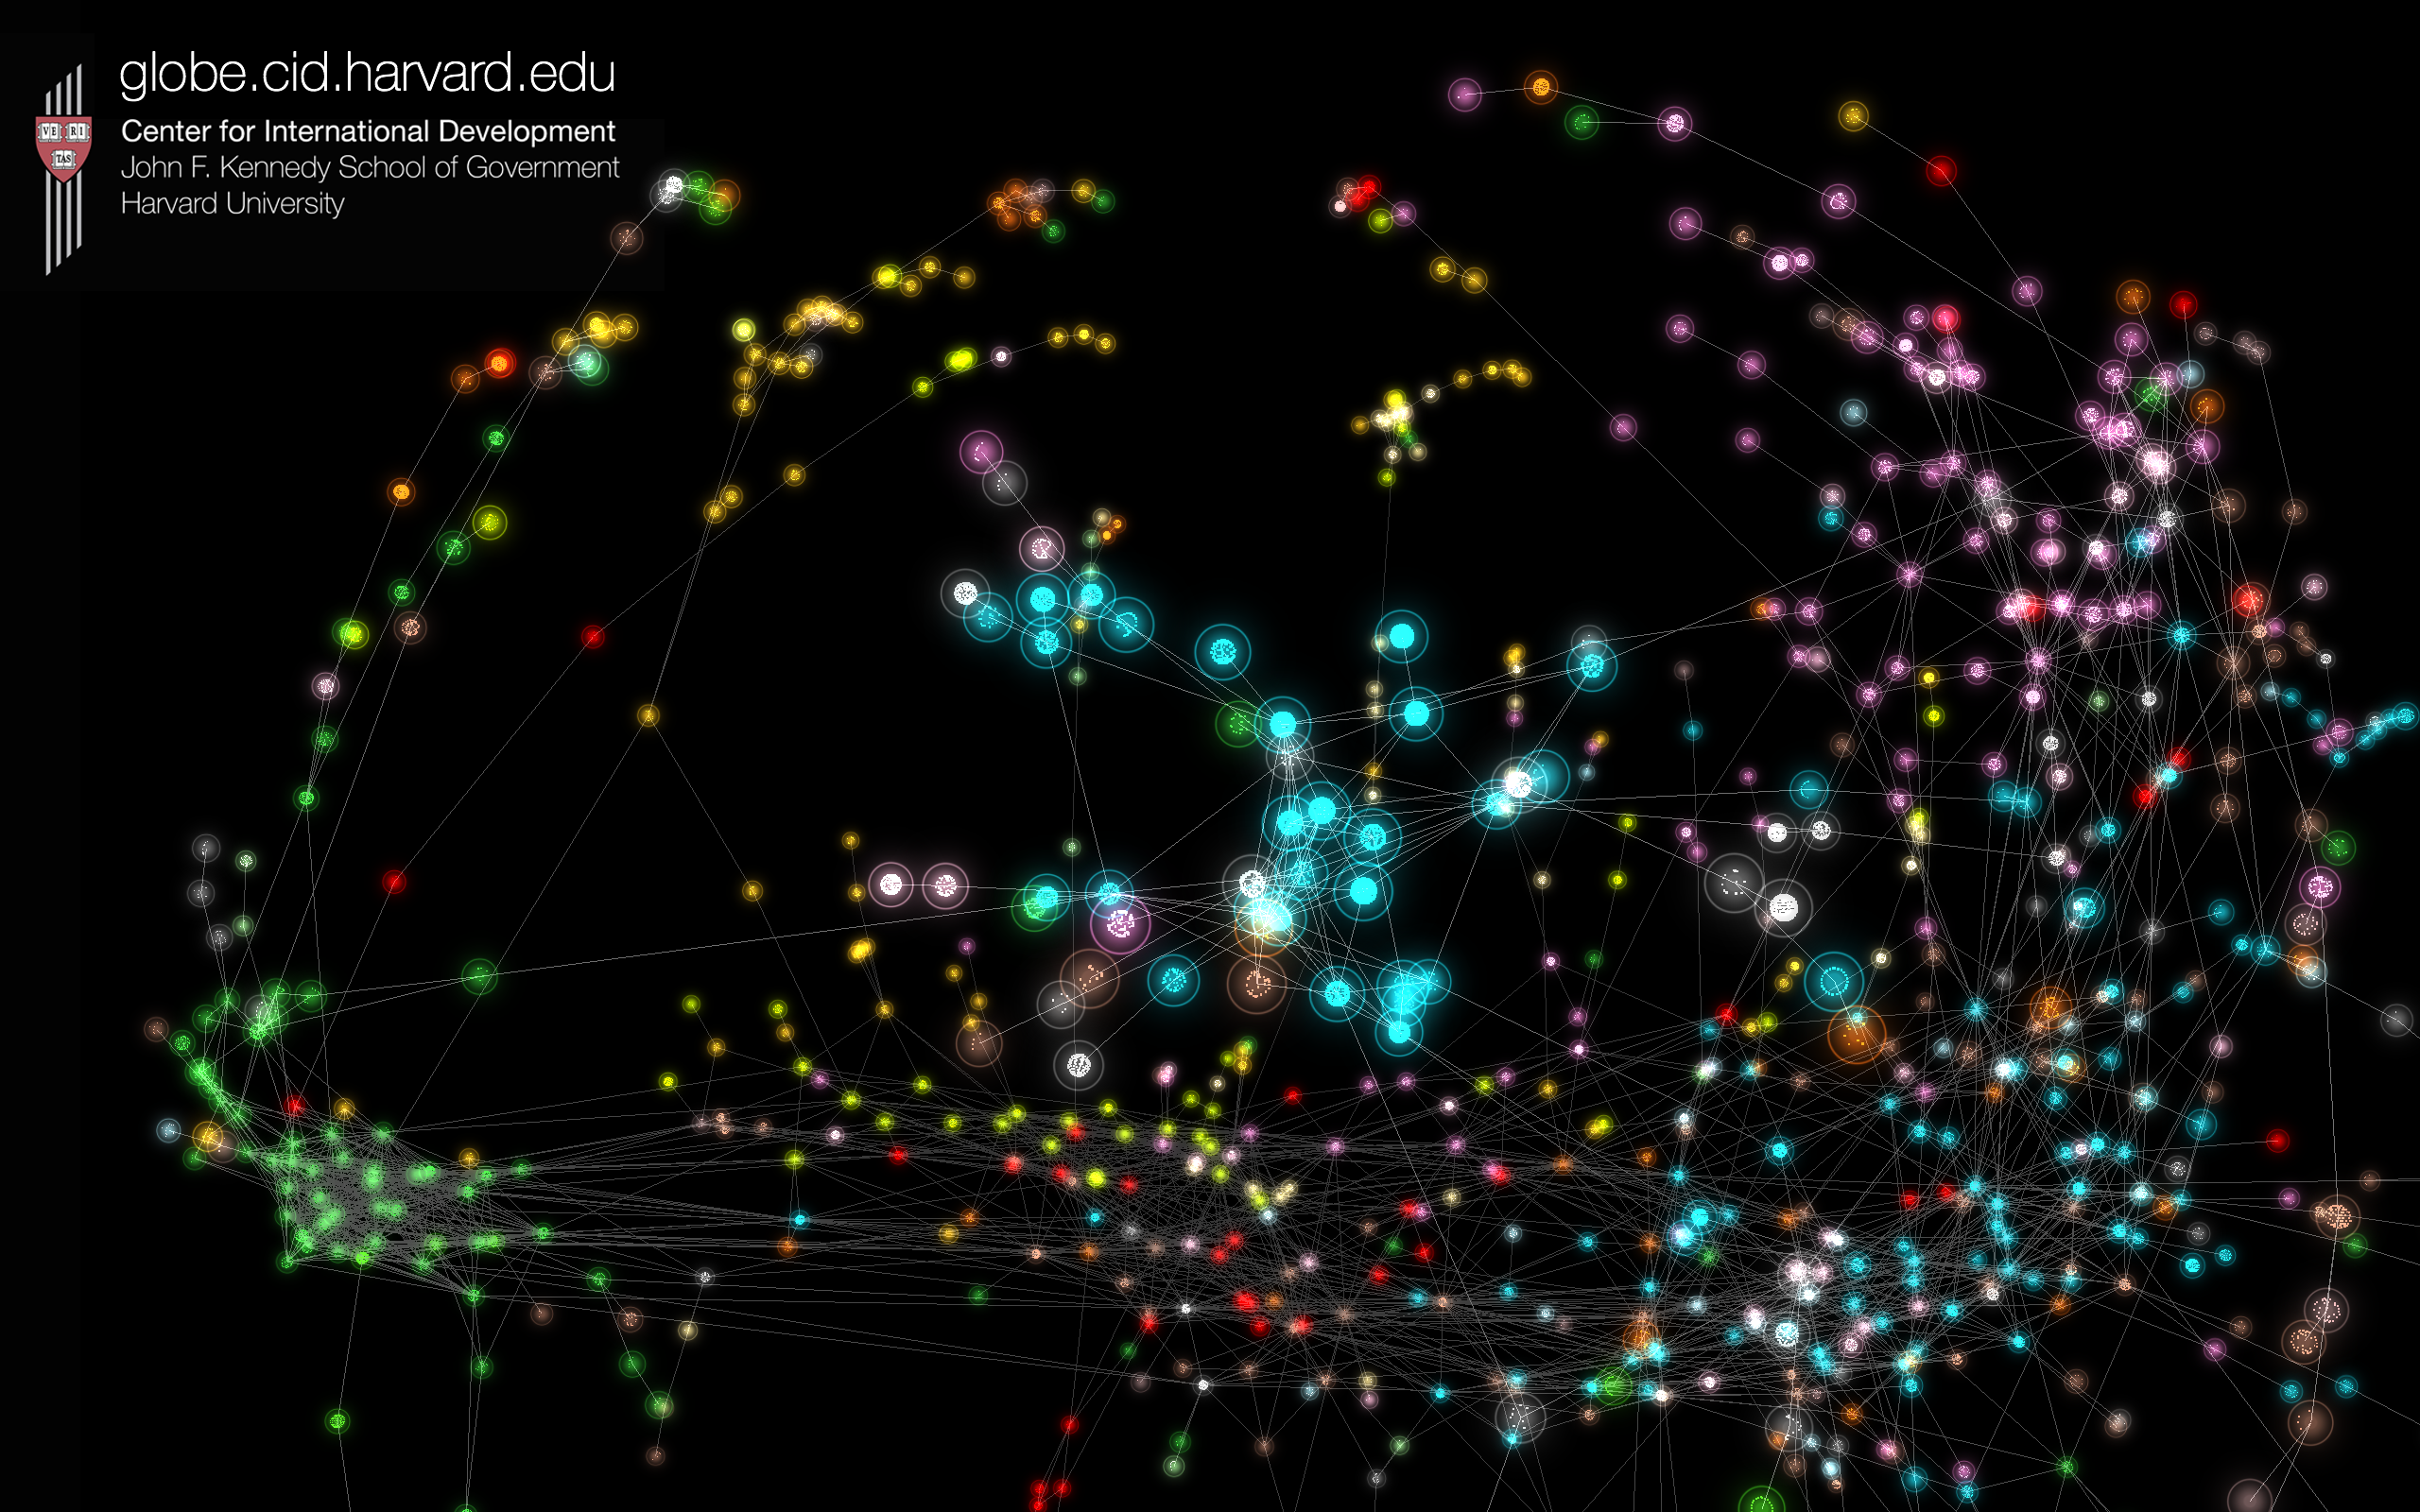 globe.cid.harvard.edu
Center for International Development
John F. Kennedy School of Government
Harvard University
VE RI
TAS